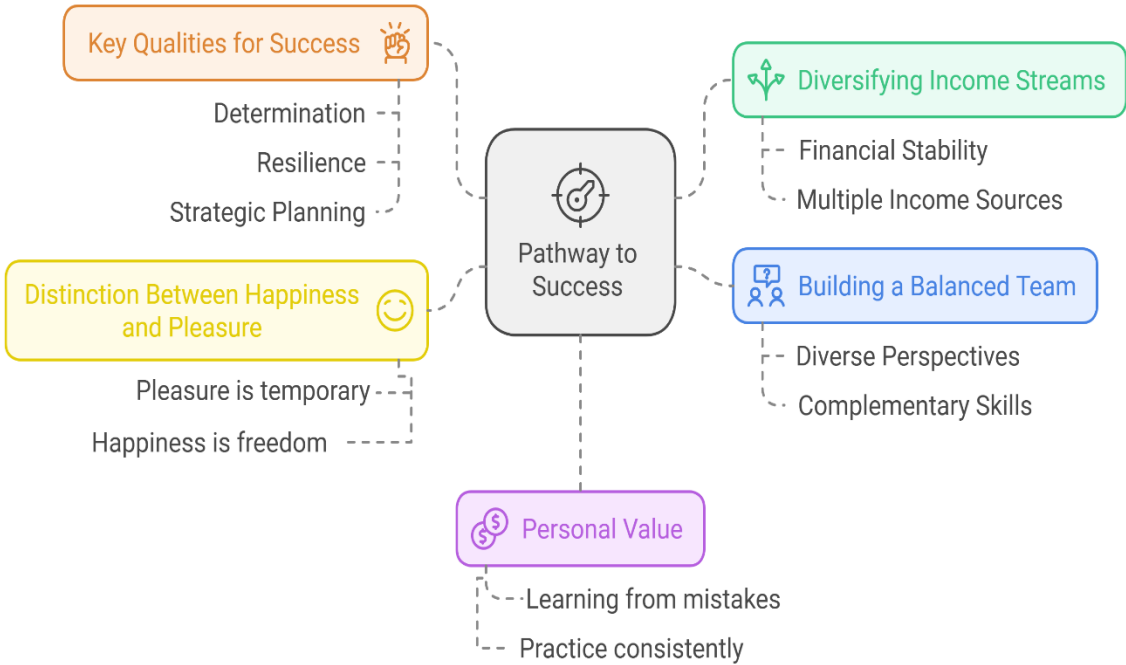 Key Qualities for Success
Determination
Resilience
Strategic Planning
Distinction Between Happiness
and Pleasure
Pleasure is temporary
Happiness is freedom
Pathway to
Success
Diversifying Income Streams
Financial Stability
Multiple Income Sources
?
Building a Balanced Team
Diverse Perspectives
Complementary Skills
$
$
Personal Value
Learning from mistakes
Practice consistently